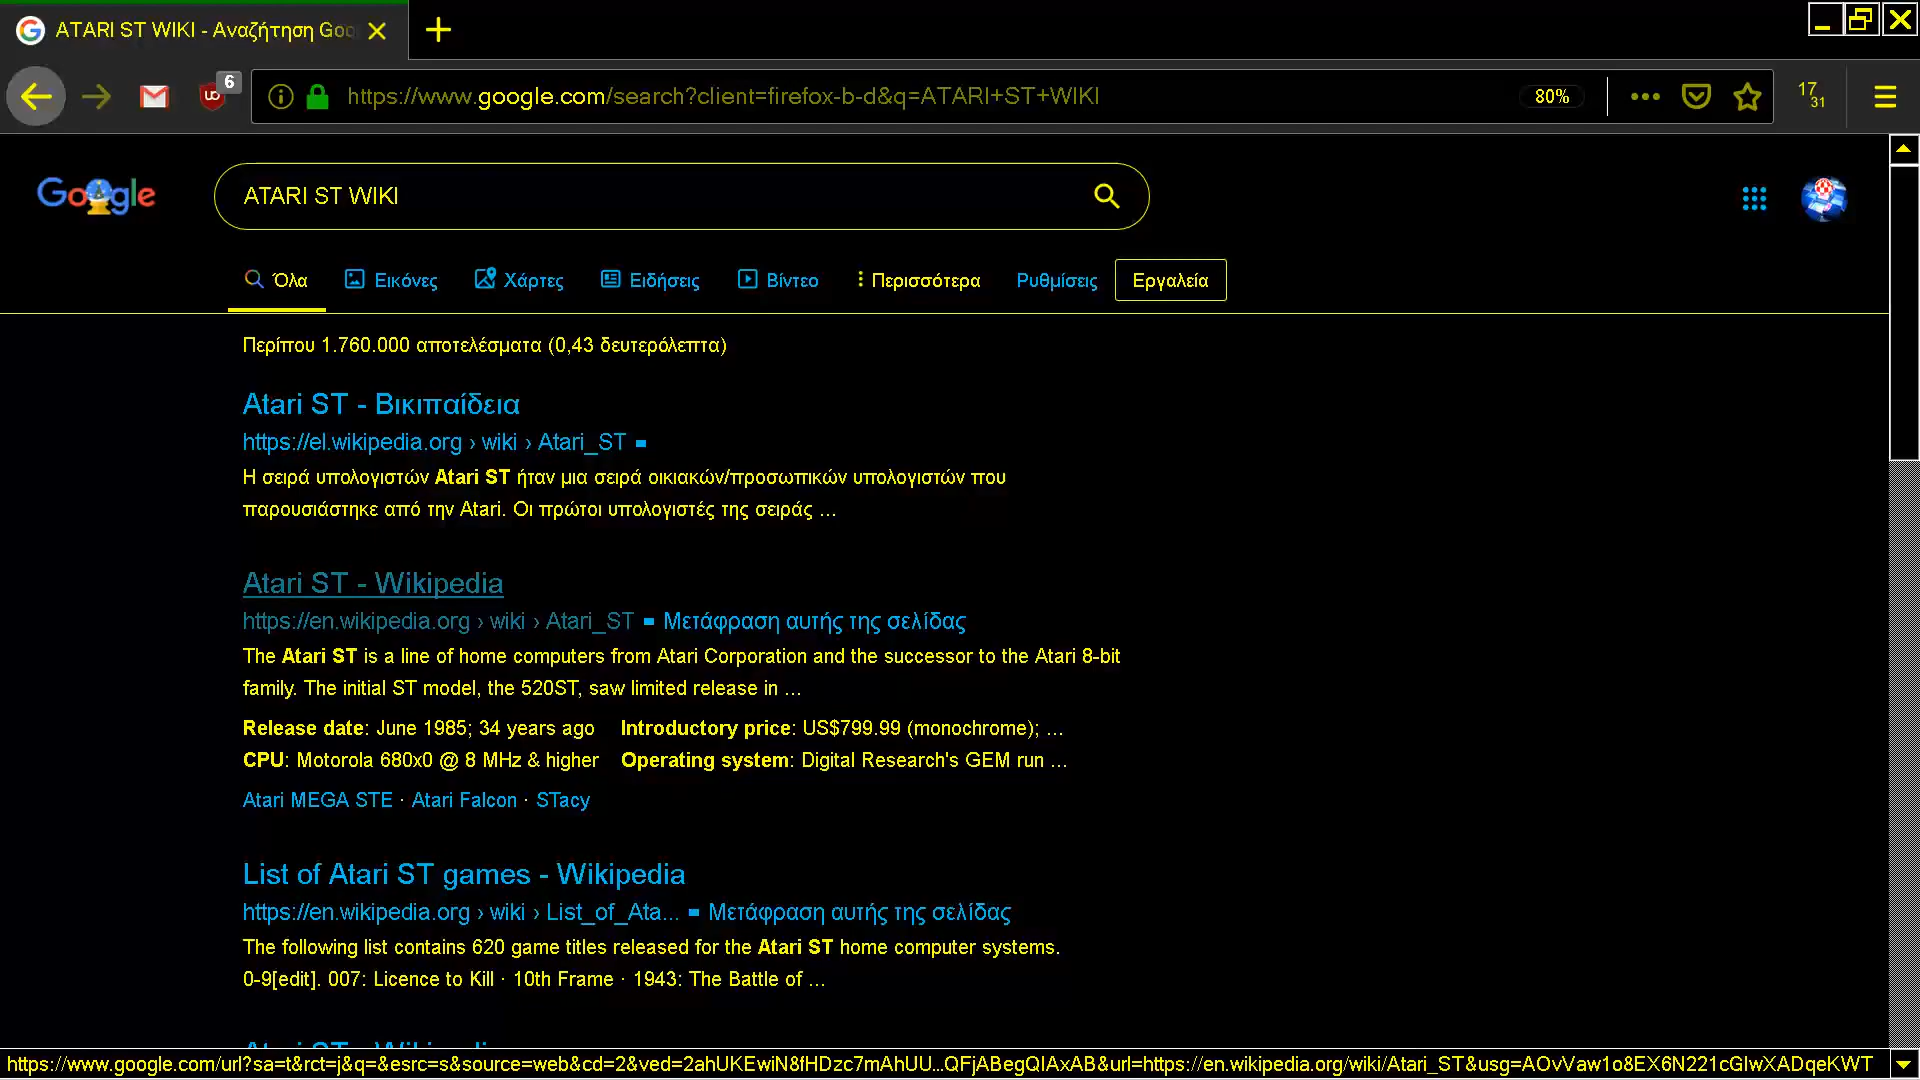 ATARI ST WIKI - Αναζήτηση Goo
6
https://www.google.com/search?client=firefox-b-d&q=ATARI+ST+WIKI
80%
17
31
Google
ATARI ST WIKI
Όλα
Εικόνες
Χάρτες
Ειδήσεις
Βίντεο
Περισσότερα
Ρυθμίσεις
Εργαλεία
Περίπου 1.760.000 αποτελέσματα (0,43 δευτερόλεπτα)
Atari ST - Βικιπαίδεια
https://el.wikipedia.org › wiki › Atari_ST
Η σειρά υπολογιστών Atari ST ήταν μια σειρά οικιακών/προσωπικών υπολογιστών που
παρουσιάστηκε από την Atari. Οι πρώτοι υπολογιστές της σειράς ...
Atari ST - Wikipedia
https://en.wikipedia.org › wiki › Atari_ST Μετάφραση αυτής της σελίδας
The Atari ST is a line of home computers from Atari Corporation and the successor to the Atari 8-bit
family. The initial ST model, the 520ST, saw limited release in ...
Release date: June 1985; 34 years ago Introductory price: US$799.99 (monochrome); ...
CPU: Motorola 680x0 @ 8 MHz & higher Operating system: Digital Research's GEM run ...
Atari MEGA STE · Atari Falcon · STacy
List of Atari ST games - Wikipedia
https://en.wikipedia.org › wiki › List_of_Ata... Μετάφραση αυτής της σελίδας
The following list contains 620 game titles released for the Atari ST home computer systems.
0-9[edit]. 007: Licence to Kill · 10th Frame · 1943: The Battle of ...
https://www.google.com/url?sa=t&rct=j&q=&esrc=s&source=web&cd=2&ved=2ahUKEwiN8fHDzc7mAhUU…QFjABegQIAxAB&url=https://en.wikipedia.org/wiki/Atari_ST&usg=AOvVaw1o8EX6N221cGIwXADqeKWT